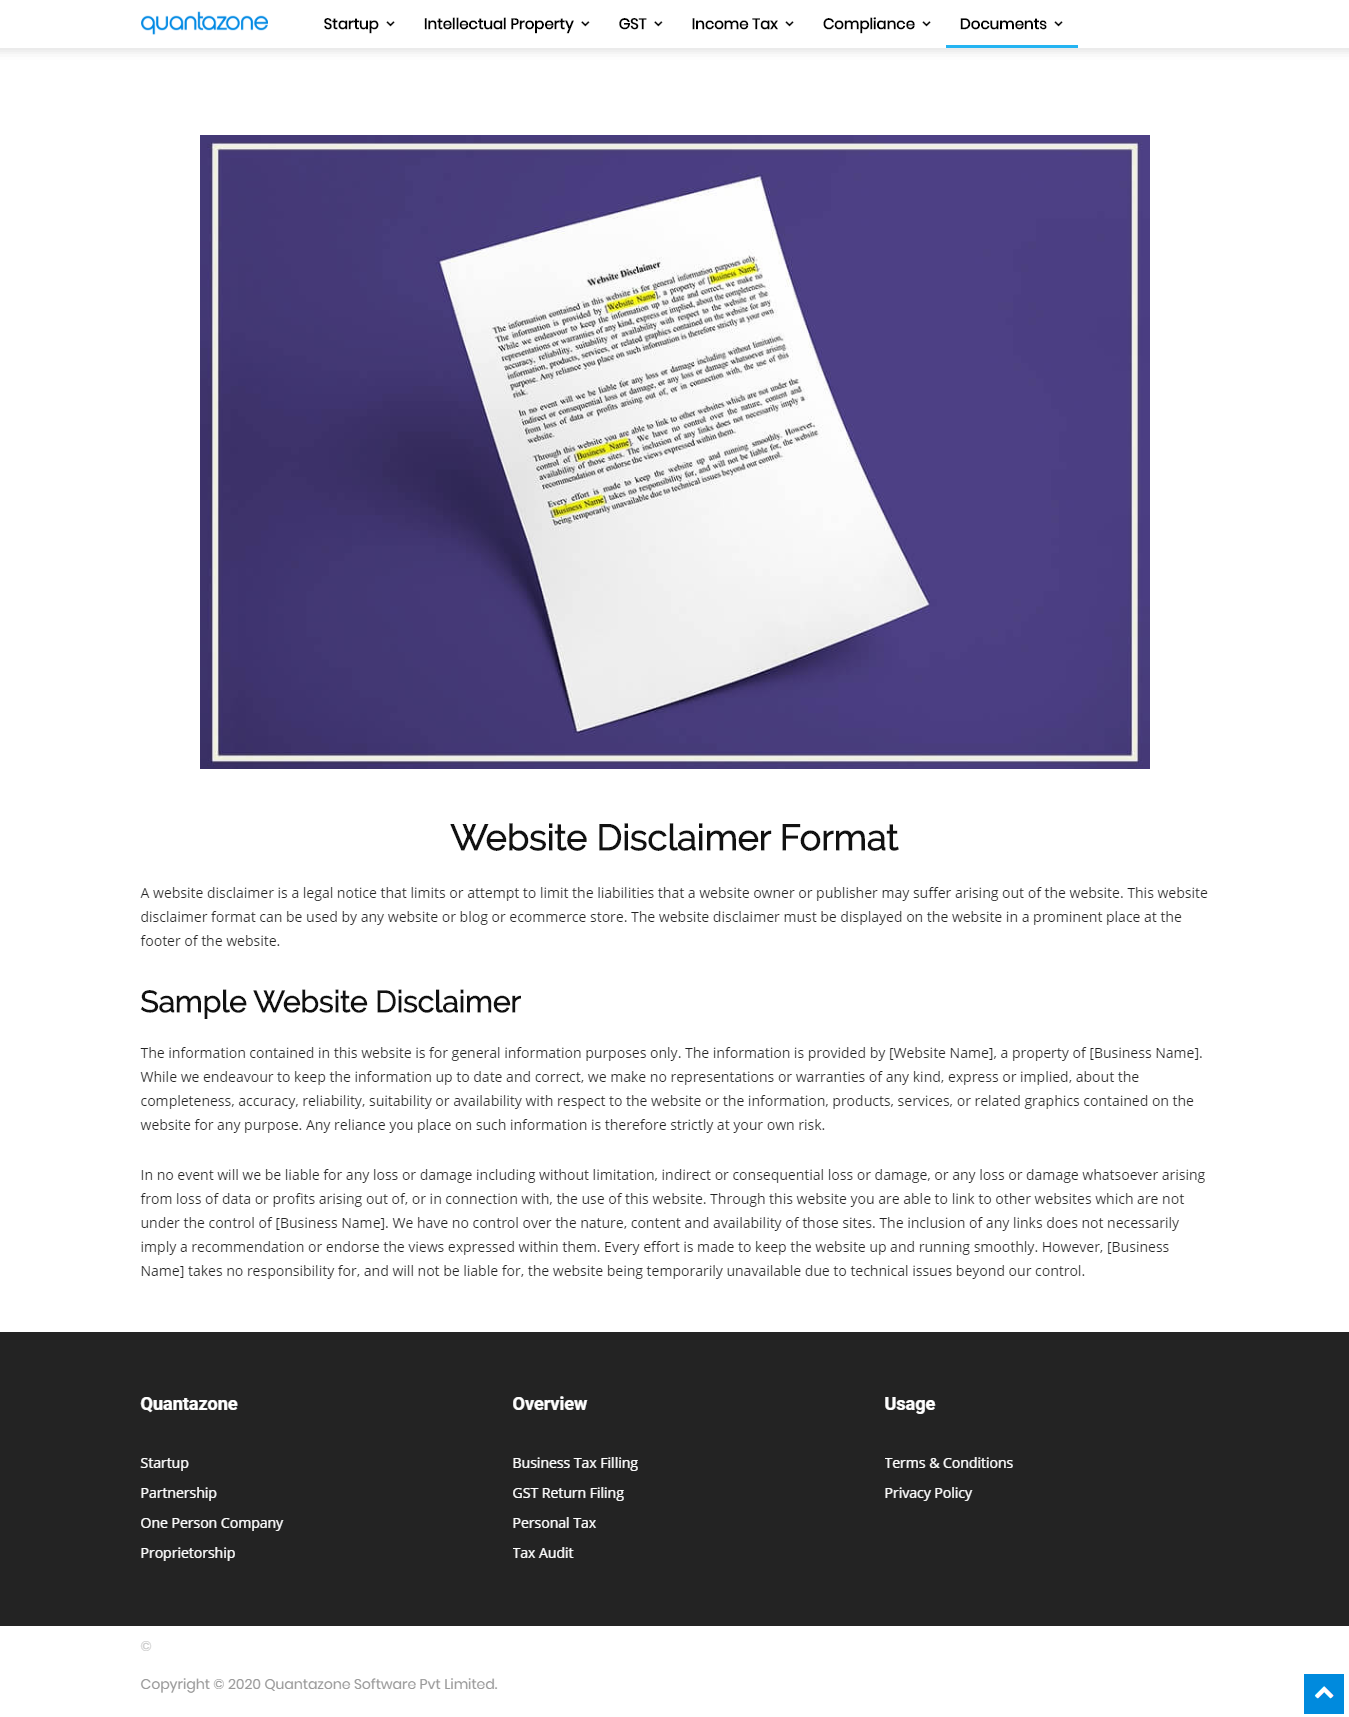 quantazone
Startup
Intellectual Property
GST
Income Tax
Compliance
Documents
Website Disclaimer
The information contained in this website is for general information purposes only.
The information is provided by [Website Name], a property of [Business Name].
While we endeavour to keep the information up to date and correct, we make no
representations or warranties of any kind, express or implied, about the completeness,
accuracy, reliability, suitability or availability with respect to the website or the
information, products, services, or related graphics contained on the website for any
purpose. Any reliance you place on such information is therefore strictly at your own
risk.
In no event will we be liable for any loss or damage including without limitation,
indirect or consequential loss or damage, or any loss or damage whatsoever arising
from loss of data or profits arising out of, or in connection with, the use of this
website.
Through this website you are able to link to other websites which are not under the
control of [Business Name]. We have no control over the nature, content and
availability of those sites. The inclusion of any links does not necessarily imply a
recommendation or endorse the views expressed within them.
Every effort is made to keep the website up and running smoothly. However,
[Business Name] takes no responsibility for, and will not be liable for, the website
being temporarily unavailable due to technical issues beyond our control.
Website Disclaimer Format
A website disclaimer is a legal notice that limits or attempt to limit the liabilities that a website owner or publisher may suffer arising out of the website. This website
disclaimer format can be used by any website or blog or ecommerce store. The website disclaimer must be displayed on the website in a prominent place at the
footer of the website.
Sample Website Disclaimer
The information contained in this website is for general information purposes only. The information is provided by [Website Name], a property of [Business Name].
While we endeavour to keep the information up to date and correct, we make no representations or warranties of any kind, express or implied, about the
completeness, accuracy, reliability, suitability or availability with respect to the website or the information, products, services, or related graphics contained on the
website for any purpose. Any reliance you place on such information is therefore strictly at your own risk.
In no event will we be liable for any loss or damage including without limitation, indirect or consequential loss or damage, or any loss or damage whatsoever arising
from loss of data or profits arising out of, or in connection with, the use of this website. Through this website you are able to link to other websites which are not
under the control of [Business Name]. We have no control over the nature, content and availability of those sites. The inclusion of any links does not necessarily
imply a recommendation or endorse the views expressed within them. Every effort is made to keep the website up and running smoothly. However, [Business
Name] takes no responsibility for, and will not be liable for, the website being temporarily unavailable due to technical issues beyond our control.
Quantazone
Startup
Partnership
One Person Company
Proprietorship
Overview
Business Tax Filling
GST Return Filing
Personal Tax
Tax Audit
Usage
Terms & Conditions
Privacy Policy
©
Copyright © 2020 Quantazone Software Pvt Limited.